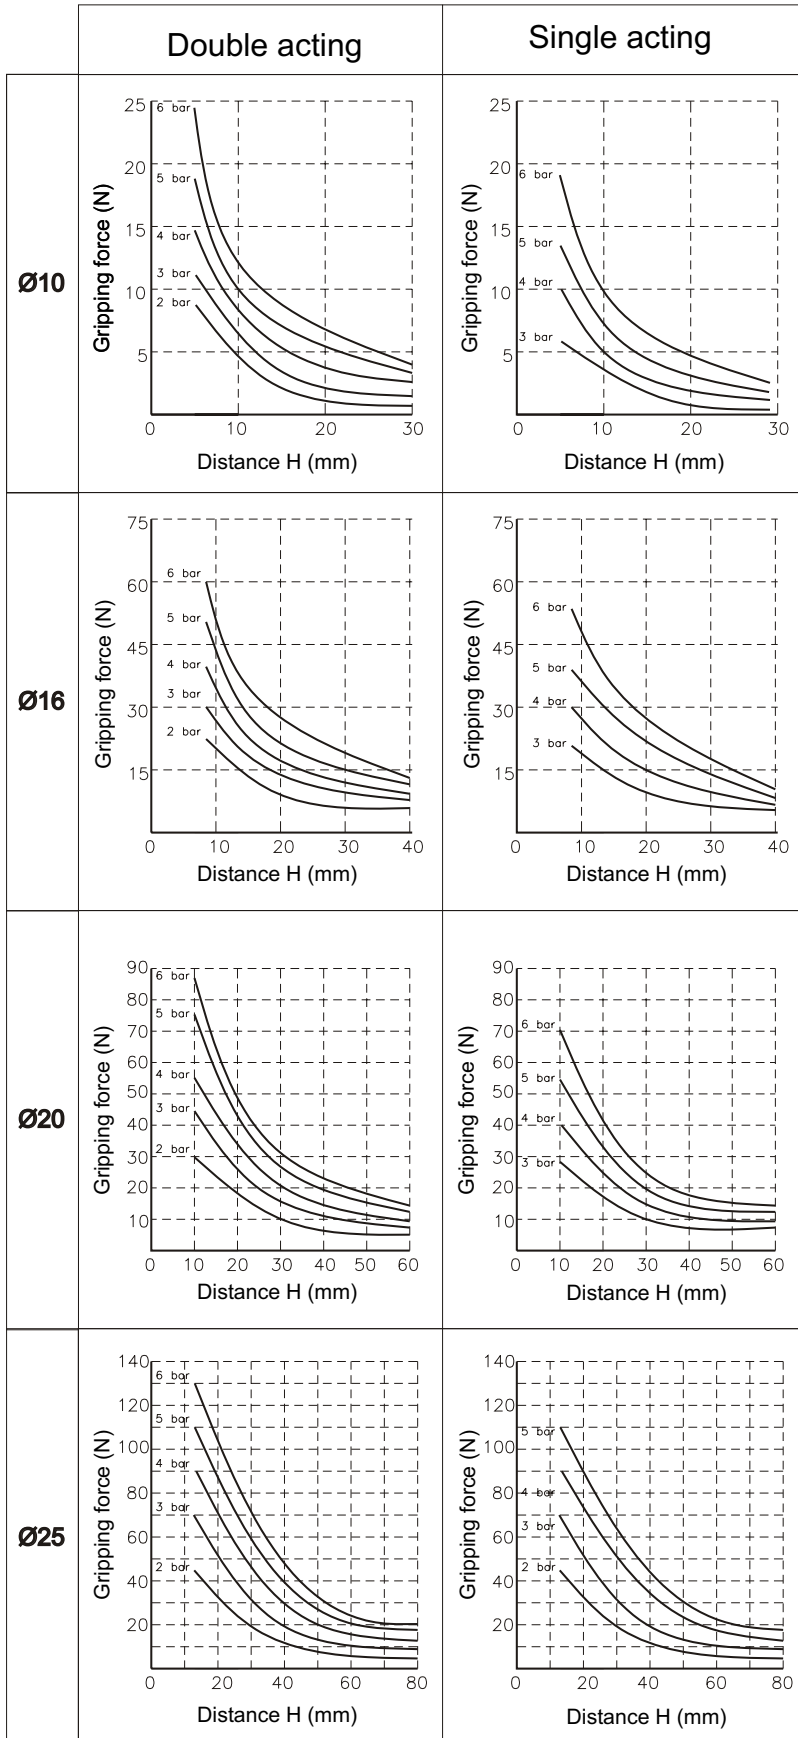 Double acting
Single acting
Ø10
Gripping force (N)
25
20
15
10
5
6 bar
5 bar
4 bar
3 bar
2 bar
0
10
20
30
Distance H (mm)
Gripping force (N)
25
20
15
10
5
6 bar
5 bar
4 bar
3 bar
0
10
20
30
Distance H (mm)
Ø16
Gripping force (N)
75
60
45
30
15
6 bar
5 bar
4 bar
3 bar
2 bar
0
10
20
30
40
Distance H (mm)
Gripping force (N)
75
60
45
30
15
6 bar
5 bar
4 bar
3 bar
0
10
20
30
40
Distance H (mm)
Ø20
Gripping force (N)
90
80
70
60
50
40
30
20
10
6 bar
5 bar
4 bar
3 bar
2 bar
0
10
20
30
40
50
60
Distance H (mm)
Gripping force (N)
90
80
70
60
50
40
30
20
10
6 bar
5 bar
4 bar
3 bar
0
10
20
30
40
50
60
Distance H (mm)
Ø25
Gripping force (N)
140
120
100
80
60
40
20
6 bar
5 bar
4 bar
3 bar
2 bar
0
20
40
60
80
Distance H (mm)
Gripping force (N)
140
120
100
80
60
40
20
5 bar
4 bar
3 bar
2 bar
0
20
40
60
80
Distance H (mm)